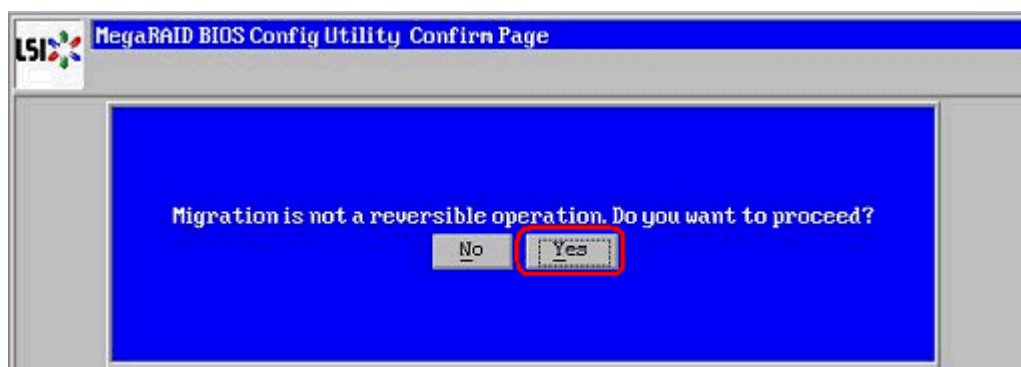 LSI
MegaRAID BIOS Config Utility Confirm Page
Migration is not a reversible operation. Do you want to proceed?
No Yes